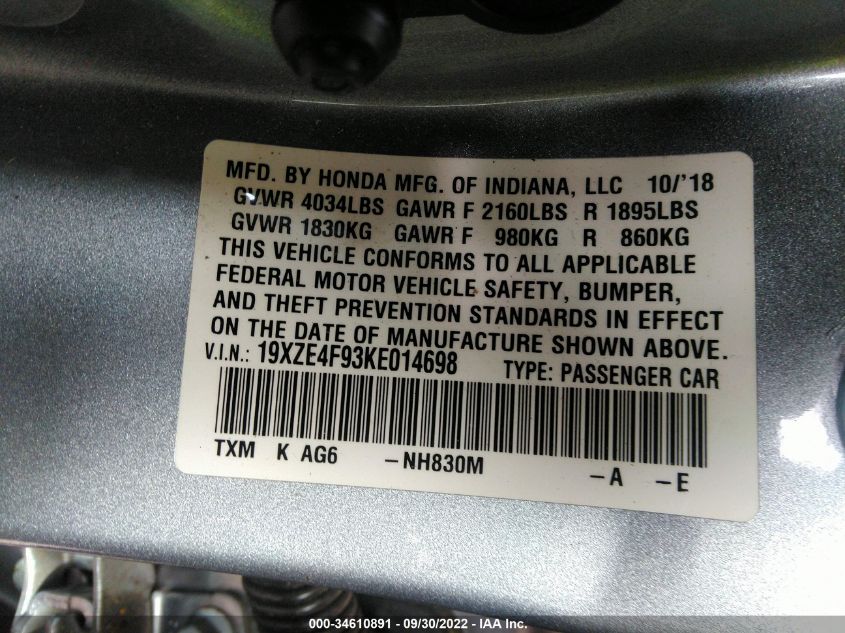 MFD. BY HONDA MFG. OF INDIANA, LLC 10/'18
GVWR 4034LBS GAWR F 2160LBS R 1895LBS
GVWR 1830KG GAWR F 980KG R 860KG
THIS VEHICLE CONFORMS TO ALL APPLICABLE
FEDERAL MOTOR VEHICLE SAFETY, BUMPER,
AND THEFT PREVENTION STANDARDS IN EFFECT
ON THE DATE OF MANUFACTURE SHOWN ABOVE.
V.I.N.: 19XZE4F93KE014698 TYPE: PASSENGER CAR
TXM K AG6 -NH830M -A -E
000-34610891 - 09/30/2022 - IAA Inc.